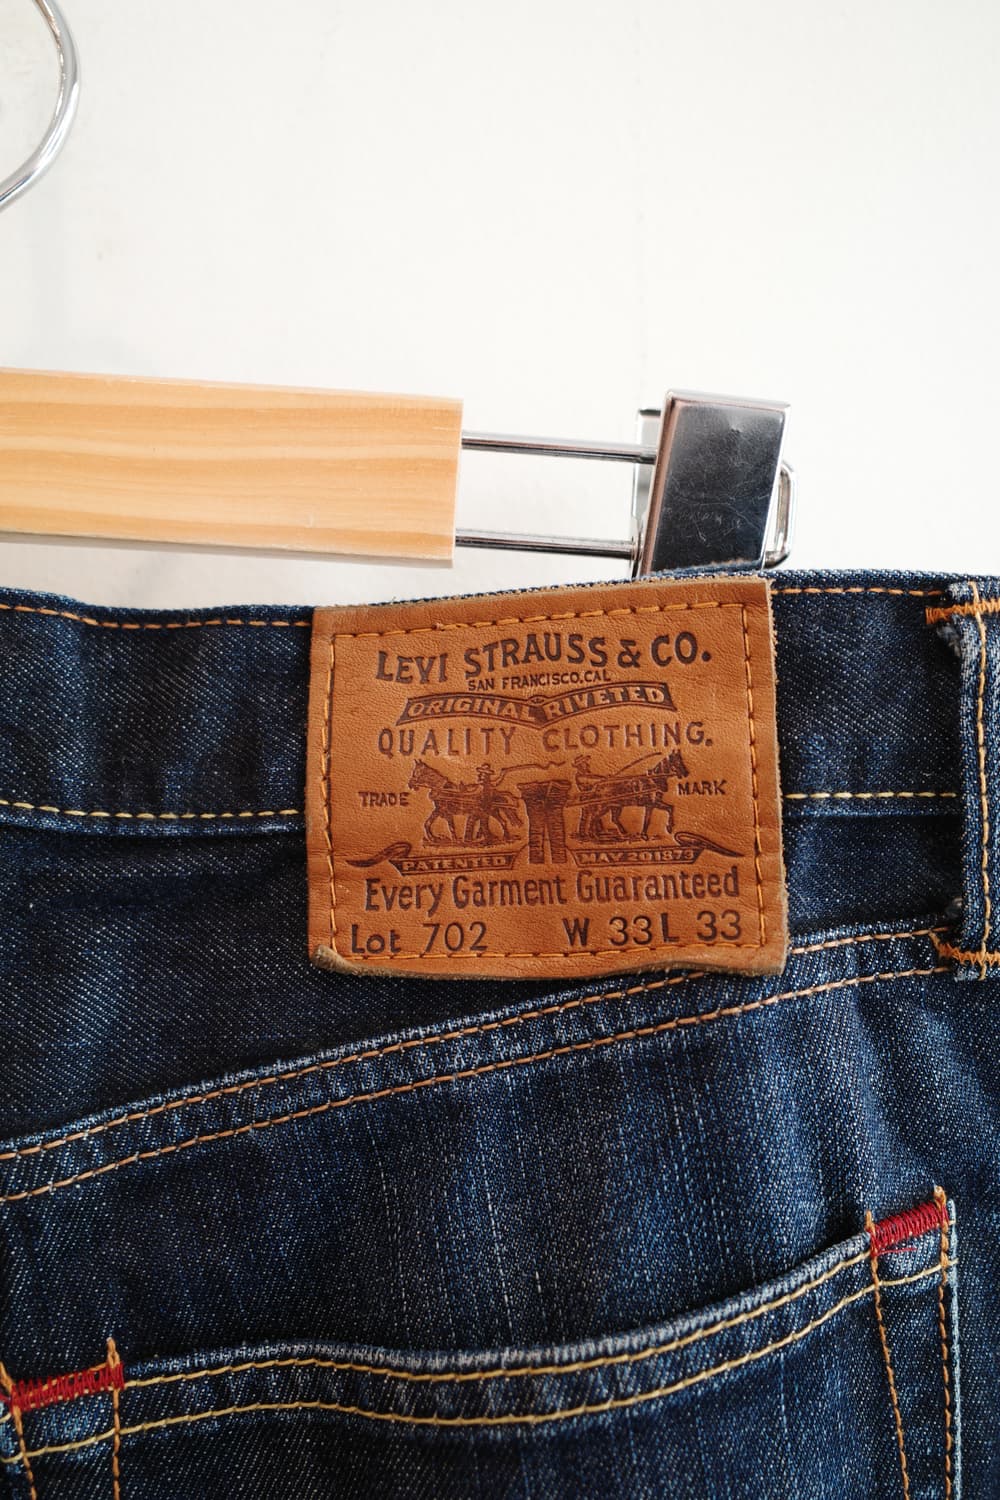 LEVI STRAUSS & CO.
SAN FRANCISCO.CAL
ORIGINAL RIVETED
QUALITY CLOTHING.
TRADE MARK
PATENTED MAY 20 1873
Every Garment Guaranteed
Lot 702 W 33 L 33